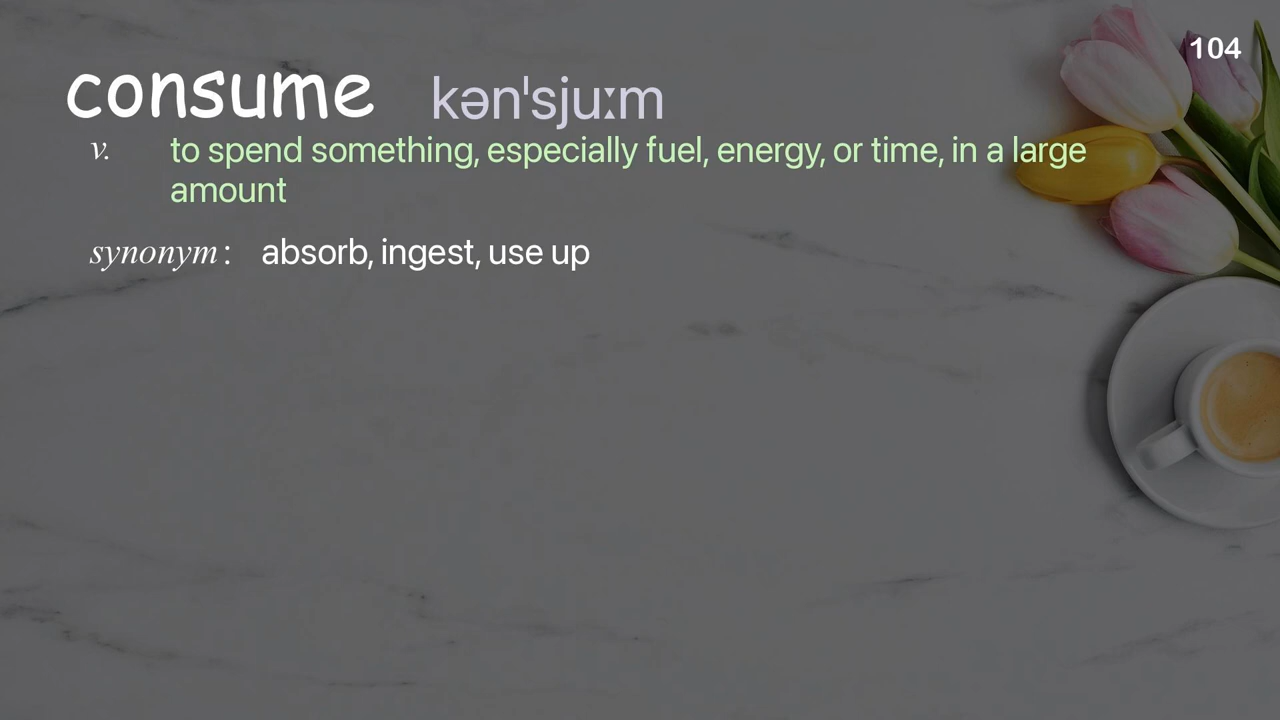 104
consume kən'sjuːm
v. to spend something, especially fuel, energy, or time, in a large
amount
synonym : absorb, ingest, use up